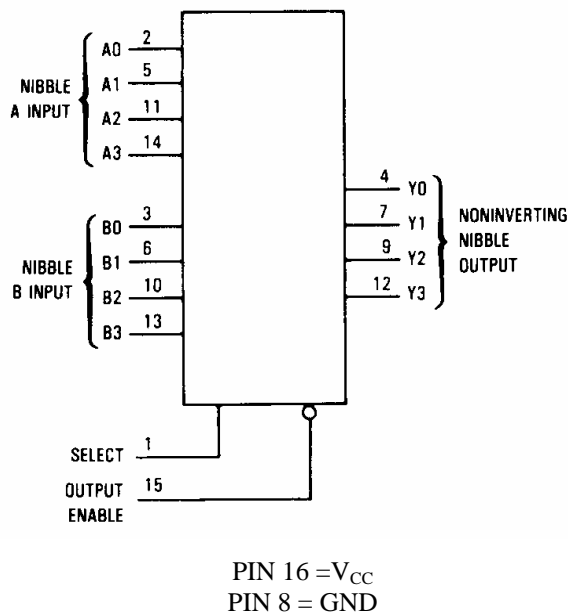 NIBBLE
A INPUT
A0 2
A1 5
A2 11
A3 14
NIBBLE
B INPUT
B0 3
B1 6
B2 10
B3 13
4 Y0
7 Y1
9 Y2
12 Y3
NONINVERTING
NIBBLE
OUTPUT
SELECT 1
OUTPUT 15
ENABLE
PIN 16 =VCC
PIN 8 = GND